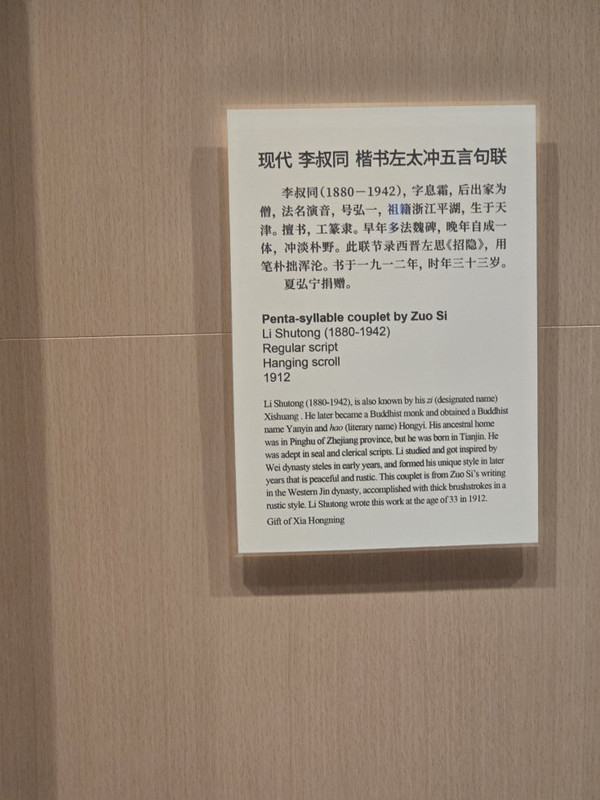 现代 李叔同 楷书左太冲五言句联
李叔同（1880－1942），字息霜，后出家为
僧，法名演音，号弘一，祖籍浙江平湖，生于天
津。擅书，工篆隶。早年多法魏碑，晚年自成一
体，冲淡朴野。此联节录西晋左思《招隐》，用
笔朴拙浑沦。书于一九一二年，时年三十三岁。
夏弘宁捐赠。
Penta-syllable couplet by Zuo Si
Li Shutong (1880-1942)
Regular script
Hanging scroll
1912
Li Shutong (1880-1942), is also known by his zi (designated name)
Xishuang . He later became a Buddhist monk and obtained a Buddhist
name Yanyin and hao (literary name) Hongyi. His ancestral home
was in Pinghu of Zhejiang province, but he was born in Tianjin. He
was adept in seal and clerical scripts. Li studied and got inspired by
Wei dynasty steles in early years, and formed his unique style in later
years that is peaceful and rustic. This couplet is from Zuo Si's writing
in the Western Jin dynasty, accomplished with thick brushstrokes in a
rustic style. Li Shutong wrote this work at the age of 33 in 1912.
Gift of Xia Hongning